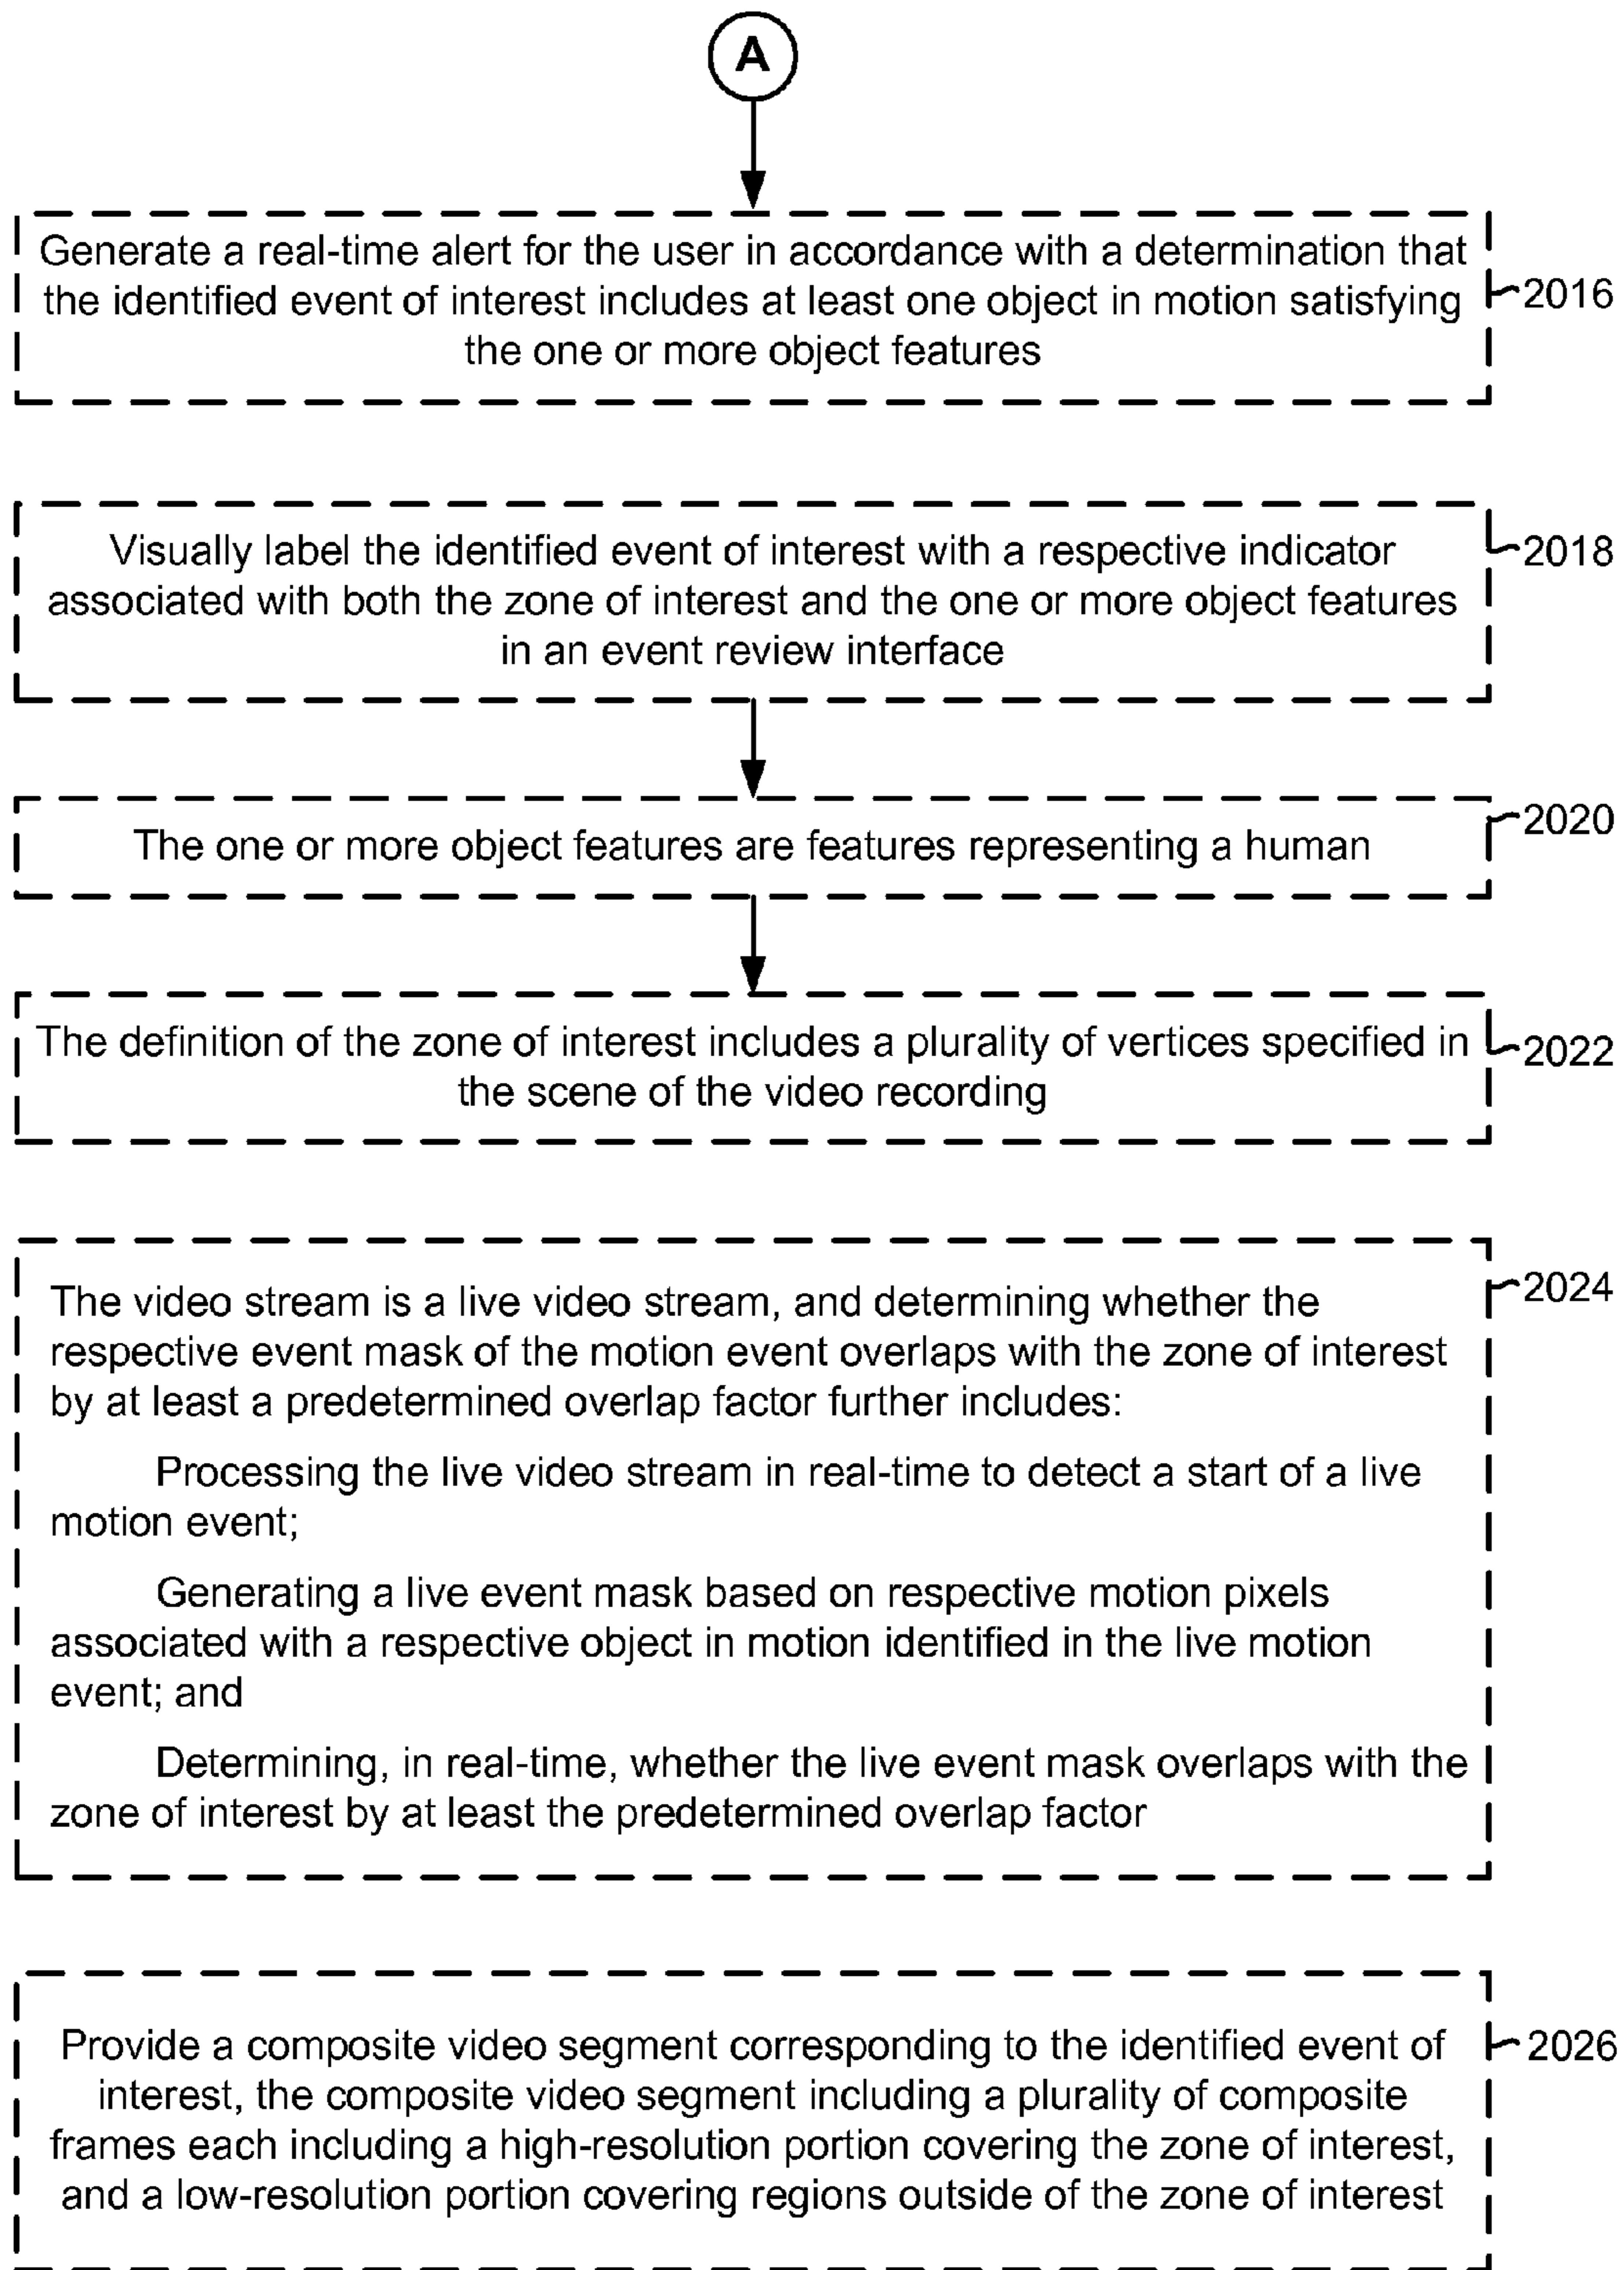 A
Generate a real-time alert for the user in accordance with a determination that
the identified event of interest includes at least one object in motion satisfying
the one or more object features
2016
Visually label the identified event of interest with a respective indicator
associated with both the zone of interest and the one or more object features
in an event review interface
2018
The one or more object features are features representing a human
2020
The definition of the zone of interest includes a plurality of vertices specified in
the scene of the video recording
2022
The video stream is a live video stream, and determining whether the
respective event mask of the motion event overlaps with the zone of interest
by at least a predetermined overlap factor further includes:
Processing the live video stream in real-time to detect a start of a live
motion event;
Generating a live event mask based on respective motion pixels
associated with a respective object in motion identified in the live motion
event; and
Determining, in real-time, whether the live event mask overlaps with the
zone of interest by at least the predetermined overlap factor
2024
Provide a composite video segment corresponding to the identified event of
interest, the composite video segment including a plurality of composite
frames each including a high-resolution portion covering the zone of interest,
and a low-resolution portion covering regions outside of the zone of interest
2026